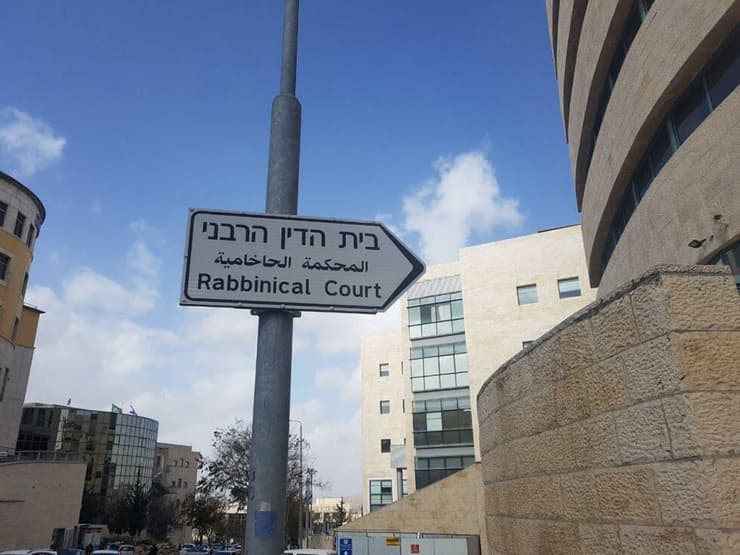 בית הדין הרבני
المحكمة الحاخامية
Rabbinical Court